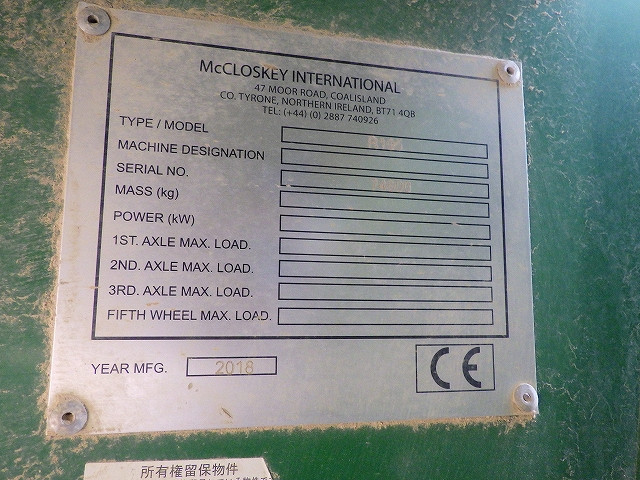 McCLOSKEY INTERNATIONAL
47 MOOR ROAD, COALISLAND
CO. TYRONE, NORTHERN IRELAND, BT71 4QB
TEL: (+44) (0) 2887 740926
TYPE / MODEL
MACHINE DESIGNATION
SERIAL NO.
MASS (kg)
POWER (kW)
1ST. AXLE MAX. LOAD.
2ND. AXLE MAX. LOAD.
3RD. AXLE MAX. LOAD.
FIFTH WHEEL MAX. LOAD.
YEAR MFG. 2018
CE
所有権留保物件